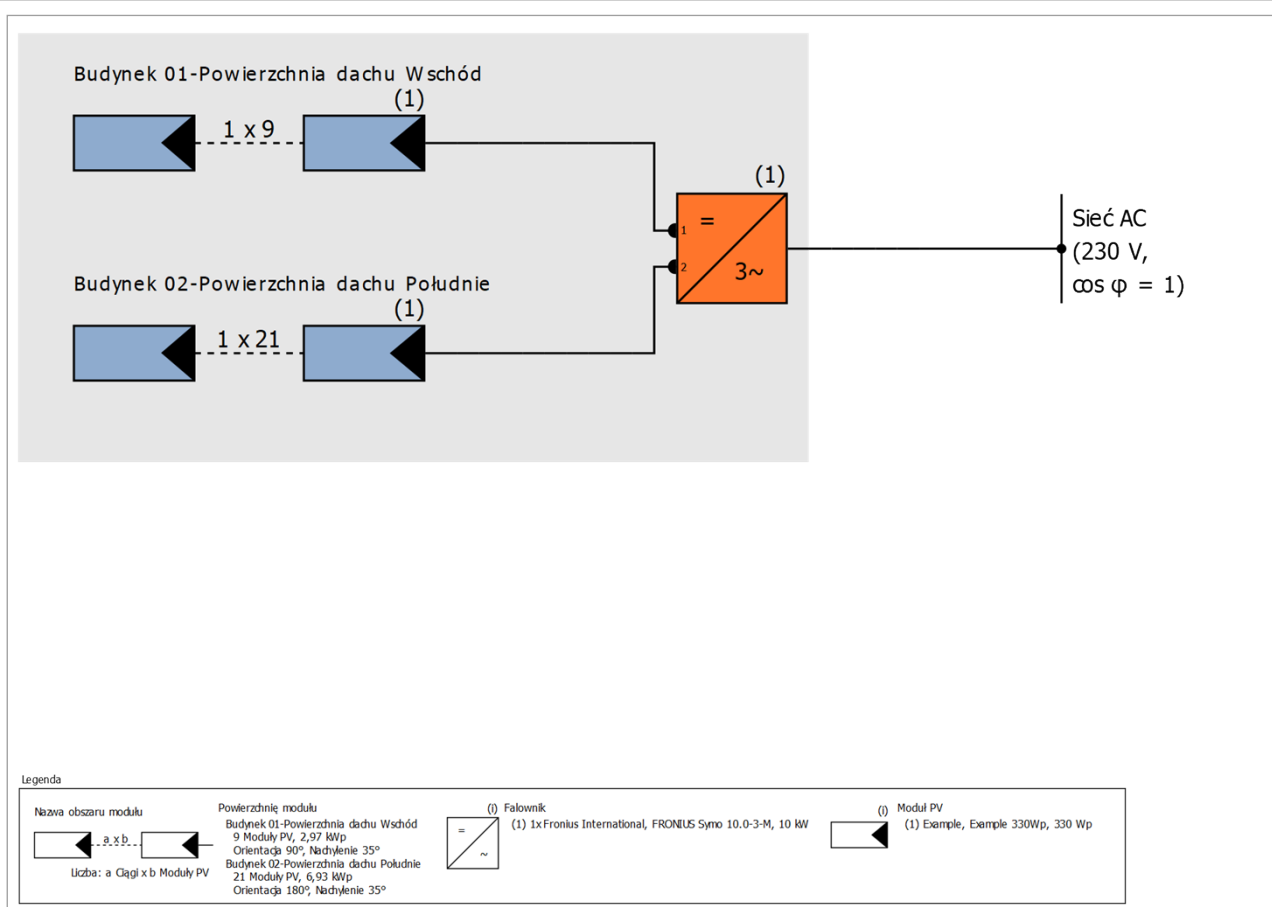 Budynek 01-Powierzchnia dachu Wschód
(1)
1 x 9
(1)
=
1
2
3~
Sieć AC
(230 V,
cos φ = 1)
Budynek 02-Powierzchnia dachu Południe
(1)
1 x 21
Legenda
Nazwa obszaru modułu
a x b
Liczba: a Ciągi x b Moduły PV
Powierzchnię modułu
Budynek 01-Powierzchnia dachu Wschód
9 Moduły PV, 2,97 kWp
Orientacja 90°, Nachylenie 35°
Budynek 02-Powierzchnia dachu Południe
21 Moduły PV, 6,93 kWp
Orientacja 180°, Nachylenie 35°
(i) Falownik
=
~
(1) 1x Fronius International, FRONIUS Symo 10.0-3-M, 10 kW
(i) Moduł PV
(1) Example, Example 330Wp, 330 Wp